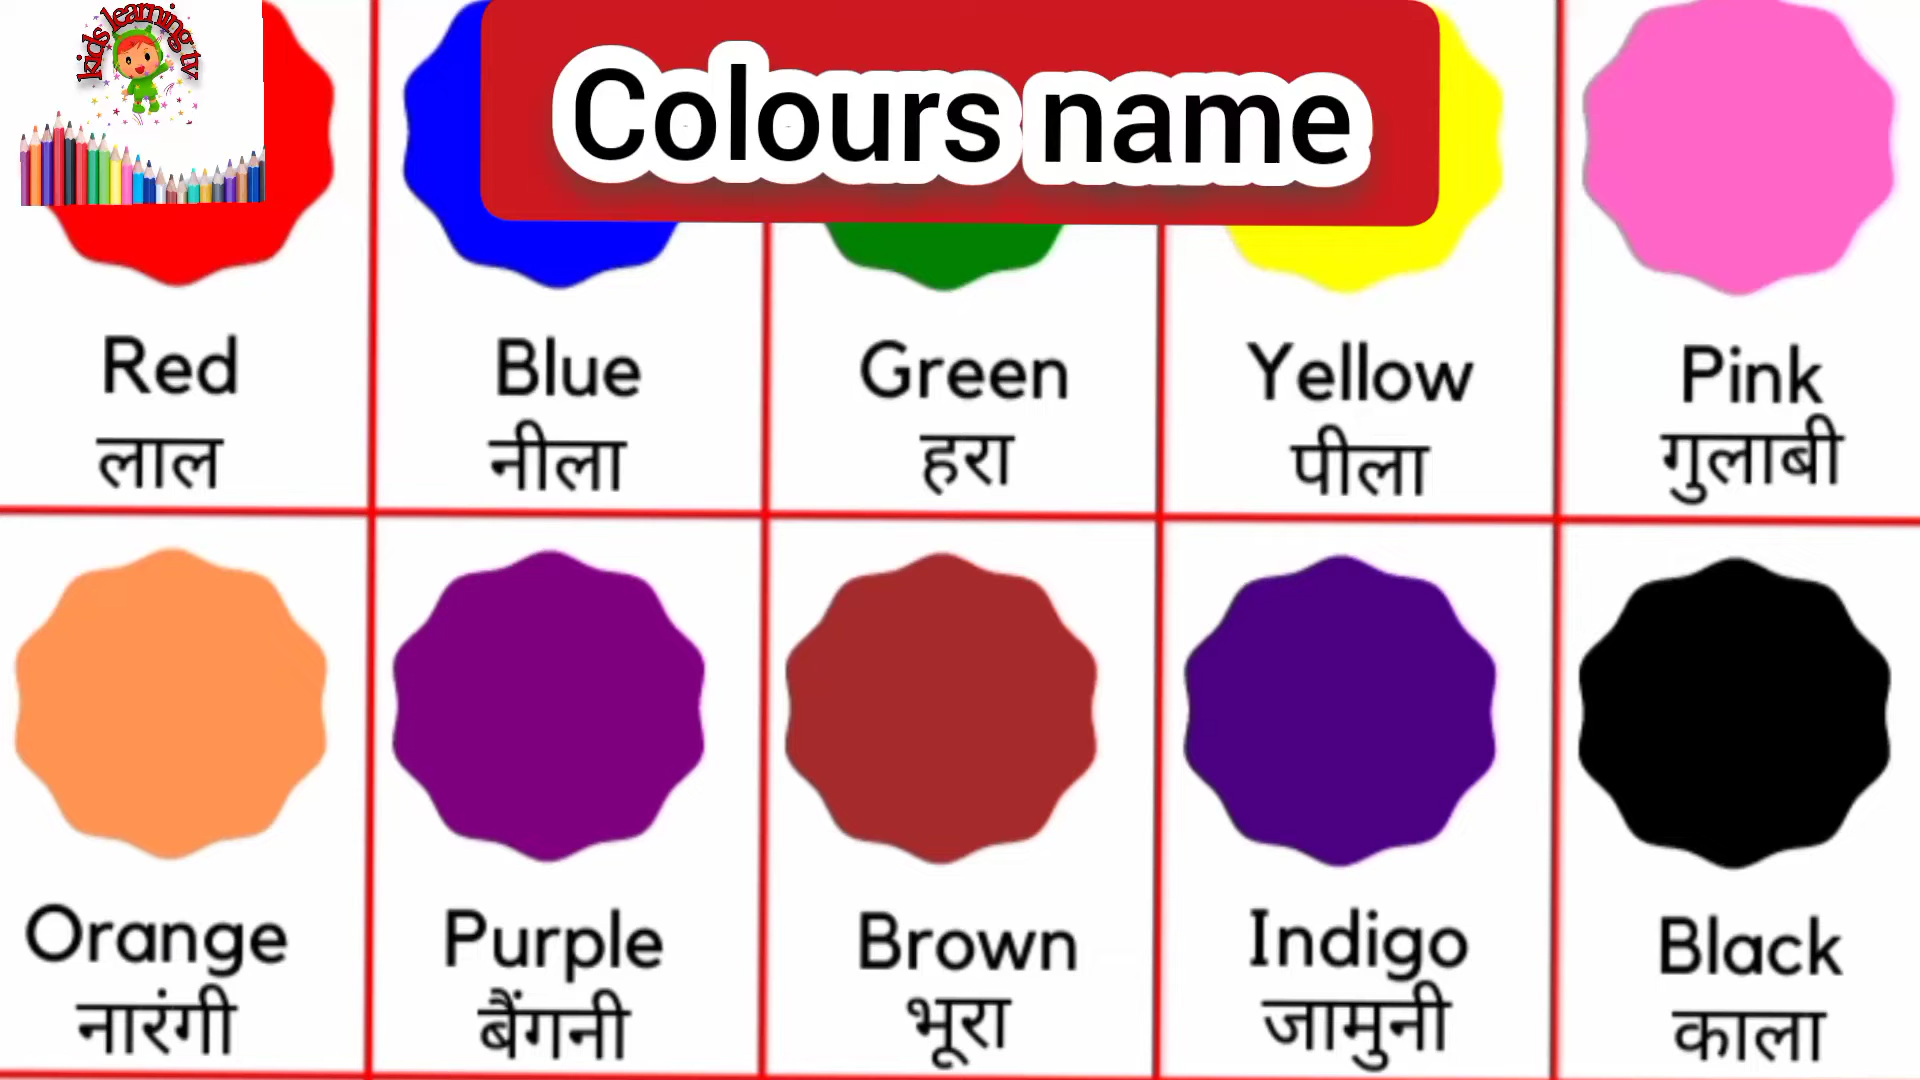 kids learning tv
Colours name
Red
लाल
Blue
नीला
Green
हरा
Yellow
पीला
Pink
गुलाबी
Orange
नारंगी
Purple
बैंगनी
Brown
भूरा
Indigo
जामुनी
Black
काला